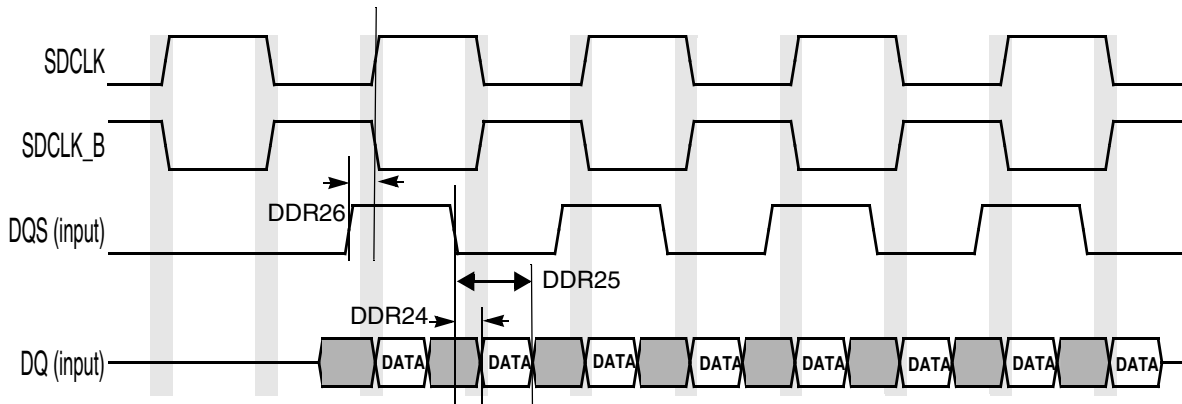 SDCLK
SDCLK_B
DDR26
DQS (input)
DDR25
DDR24
DQ (input)
DATA DATA DATA DATA DATA DATA DATA DATA